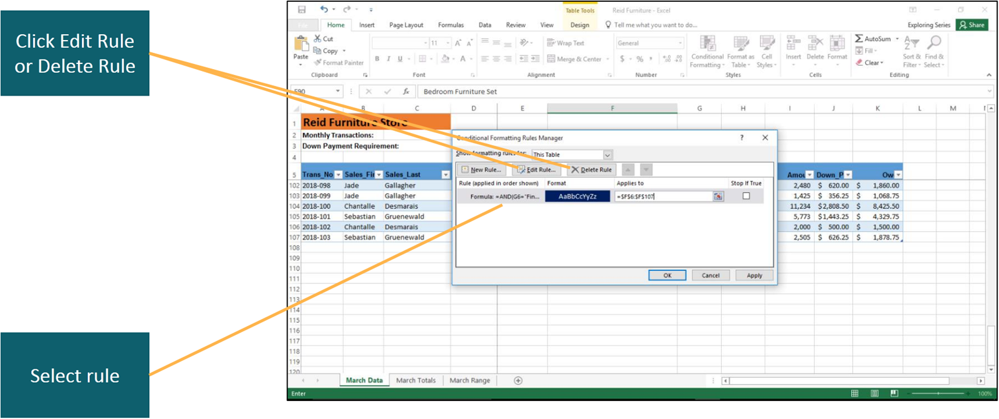 Click Edit Rule
or Delete Rule
Select rule
Table Tools
Reid Furniture - Excel
File Home Insert Page Layout Formulas Data Review View Design Tell me what you want to do... Exploring Series Share
Cut
Copy
Format Painter
Paste
Clipboard
11
B I U
Font
Wrap Text
Merge & Center
Alignment
General
$ % ,
Number
Conditional Formatting
Format as Table
Cell Styles
Styles
Insert Delete Format
Cells
AutoSum
Fill
Clear
Sort & Filter
Find & Select
Editing
fx Bedroom Furniture Set
A B C D E F G H I J K L M
1 Reid Furniture Store
2 Monthly Transactions:
3 Down Payment Requirement:
4
5 Trans_No Sales_Fir Sales_Last Amou Down_P Ow
102 2018-098 Jade Gallagher 2,480 $ 620.00 $ 1,860.00
103 2018-099 Jade Gallagher 1,425 $ 356.25 $ 1,068.75
104 2018-100 Chantalle Desmarais 11,234 $2,808.50 $ 8,425.50
105 2018-101 Sebastian Gruenewald 5,773 $1,443.25 $ 4,329.75
106 2018-102 Chantalle Desmarais 2,000 $ 500.00 $ 1,500.00
107 2018-103 Sebastian Gruenewald 2,505 $ 626.25 $ 1,878.75
108
109
110
111
112
113
114
115
116
117
118
119
120
Conditional Formatting Rules Manager ?
Show formatting rules for: This Table
New Rule... Edit Rule... Delete Rule
Rule (applied in order shown) Format Applies to Stop If True
Formula: =AND(G6="Fin... AaBbCcYyZz =$F$6:$F$107
OK Cancel Apply
March Data March Totals March Range
Enter 100%